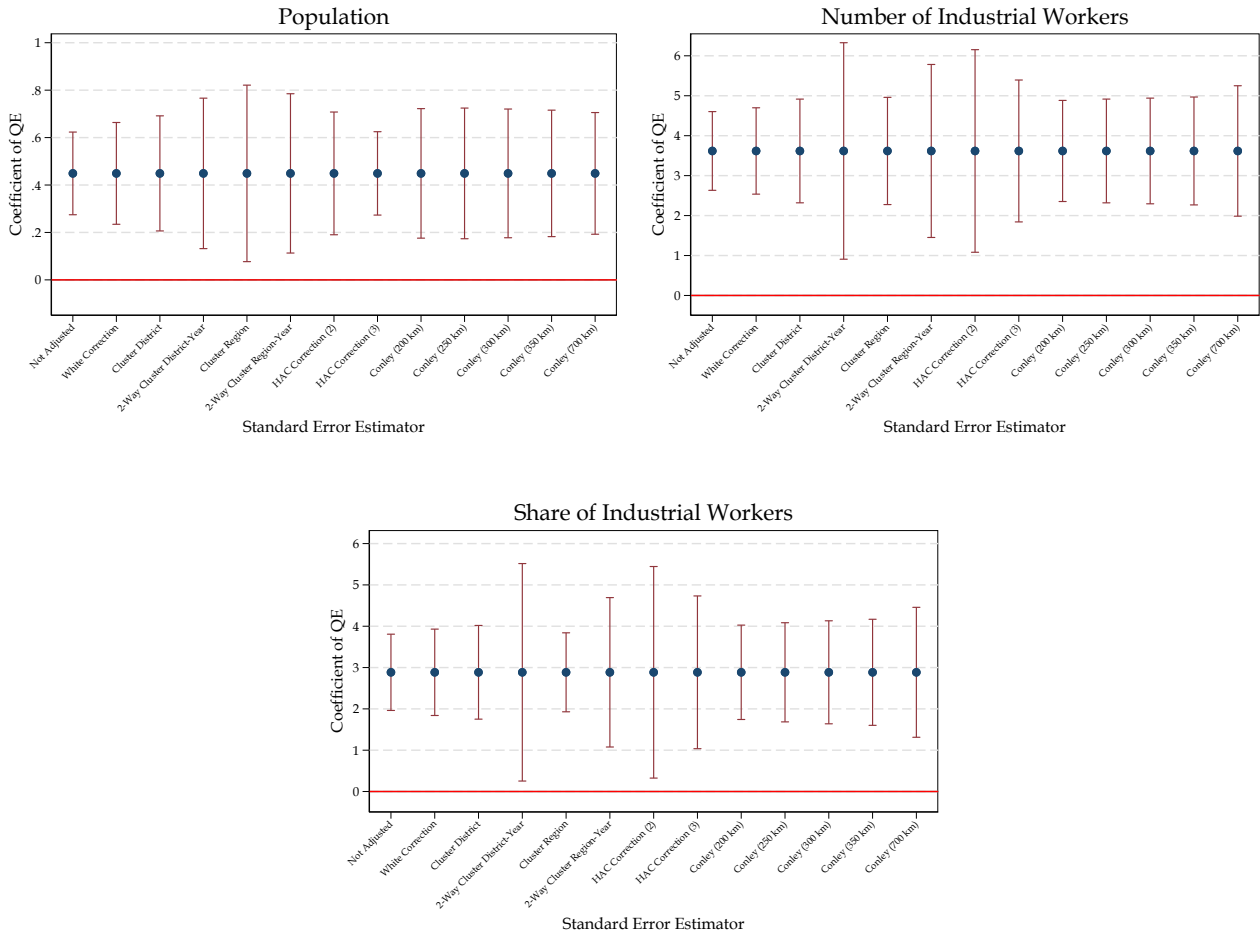 Population
Coefficient of QE
1
.8
.6
.4
.2
0
Not Adjusted
White Correction
Cluster District
2-Way Cluster District-Year
Cluster Region
2-Way Cluster Region-Year
HAC Correction (2)
HAC Correction (3)
Conley (200 km)
Conley (250 km)
Conley (300 km)
Conley (350 km)
Conley (700 km)
Standard Error Estimator
Number of Industrial Workers
Coefficient of QE
6
5
4
3
2
1
0
Not Adjusted
White Correction
Cluster District
2-Way Cluster District-Year
Cluster Region
2-Way Cluster Region-Year
HAC Correction (2)
HAC Correction (3)
Conley (200 km)
Conley (250 km)
Conley (300 km)
Conley (350 km)
Conley (700 km)
Standard Error Estimator
Share of Industrial Workers
Coefficient of QE
6
5
4
3
2
1
0
Not Adjusted
White Correction
Cluster District
2-Way Cluster District-Year
Cluster Region
2-Way Cluster Region-Year
HAC Correction (2)
HAC Correction (3)
Conley (200 km)
Conley (250 km)
Conley (300 km)
Conley (350 km)
Conley (700 km)
Standard Error Estimator